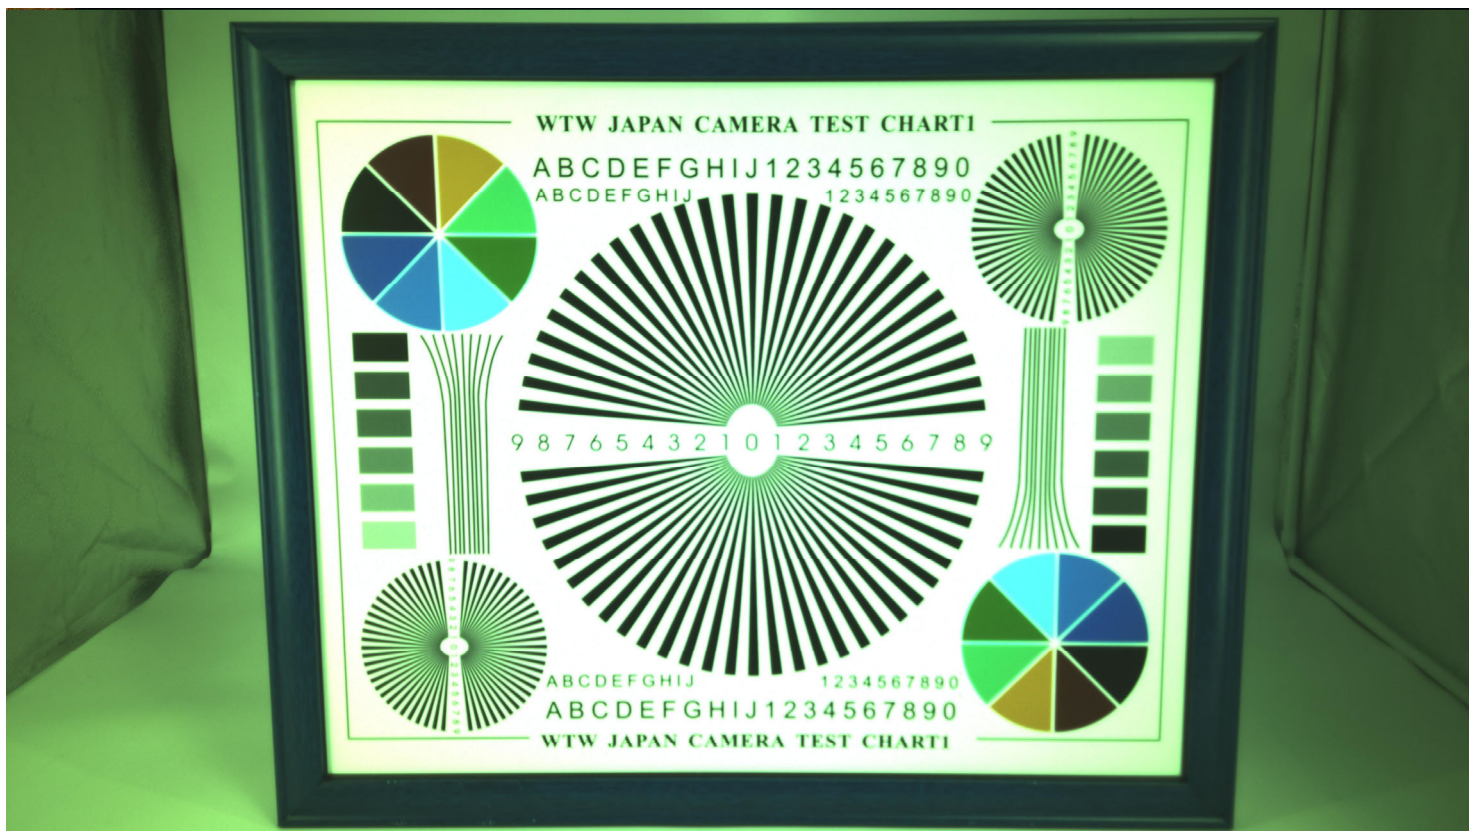 WTW JAPAN CAMERA TEST CHART1
ABCDEFGHIJ1234567890
ABCDEFGHIJ 1234567890
9 8 7 6 5 4 3 2 1 0 1 2 3 4 5 6 7 8 9
ABCDEFGHIJ 1234567890
ABCDEFGHIJ1234567890
WTW JAPAN CAMERA TEST CHART1